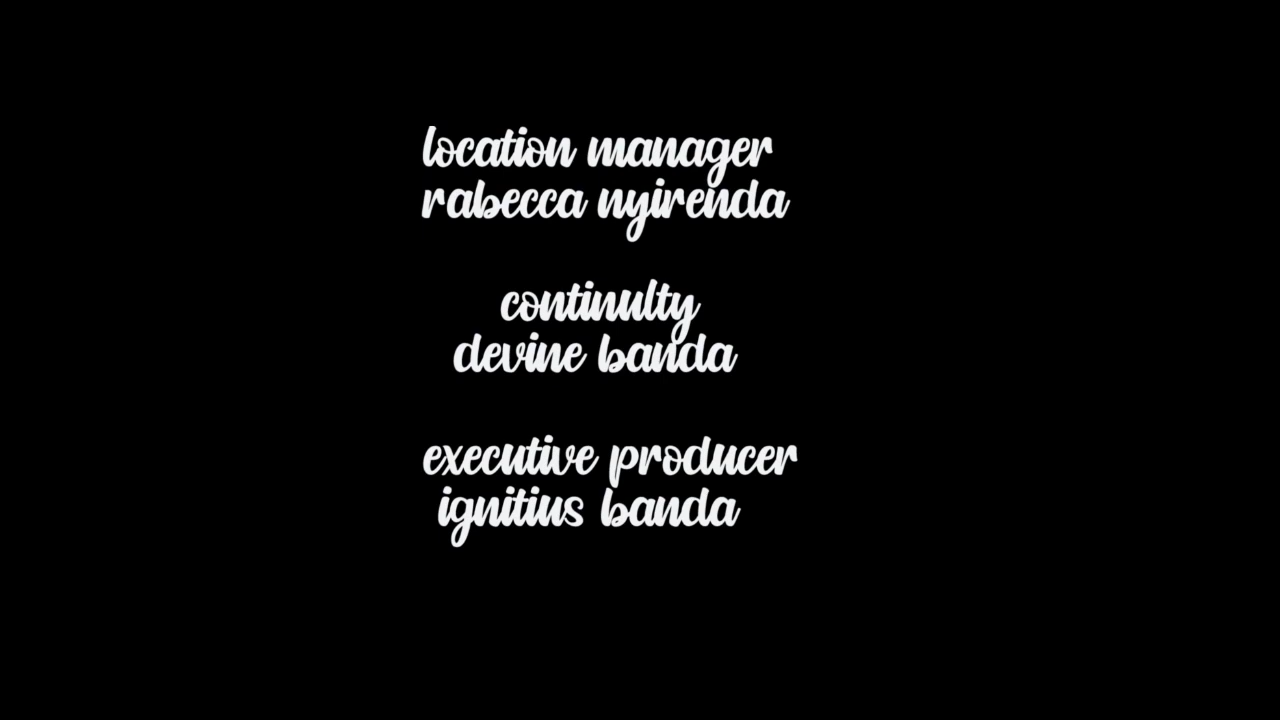 location manager
rabecca nyirenda
continulty
devine banda
executive producer
ignitius banda